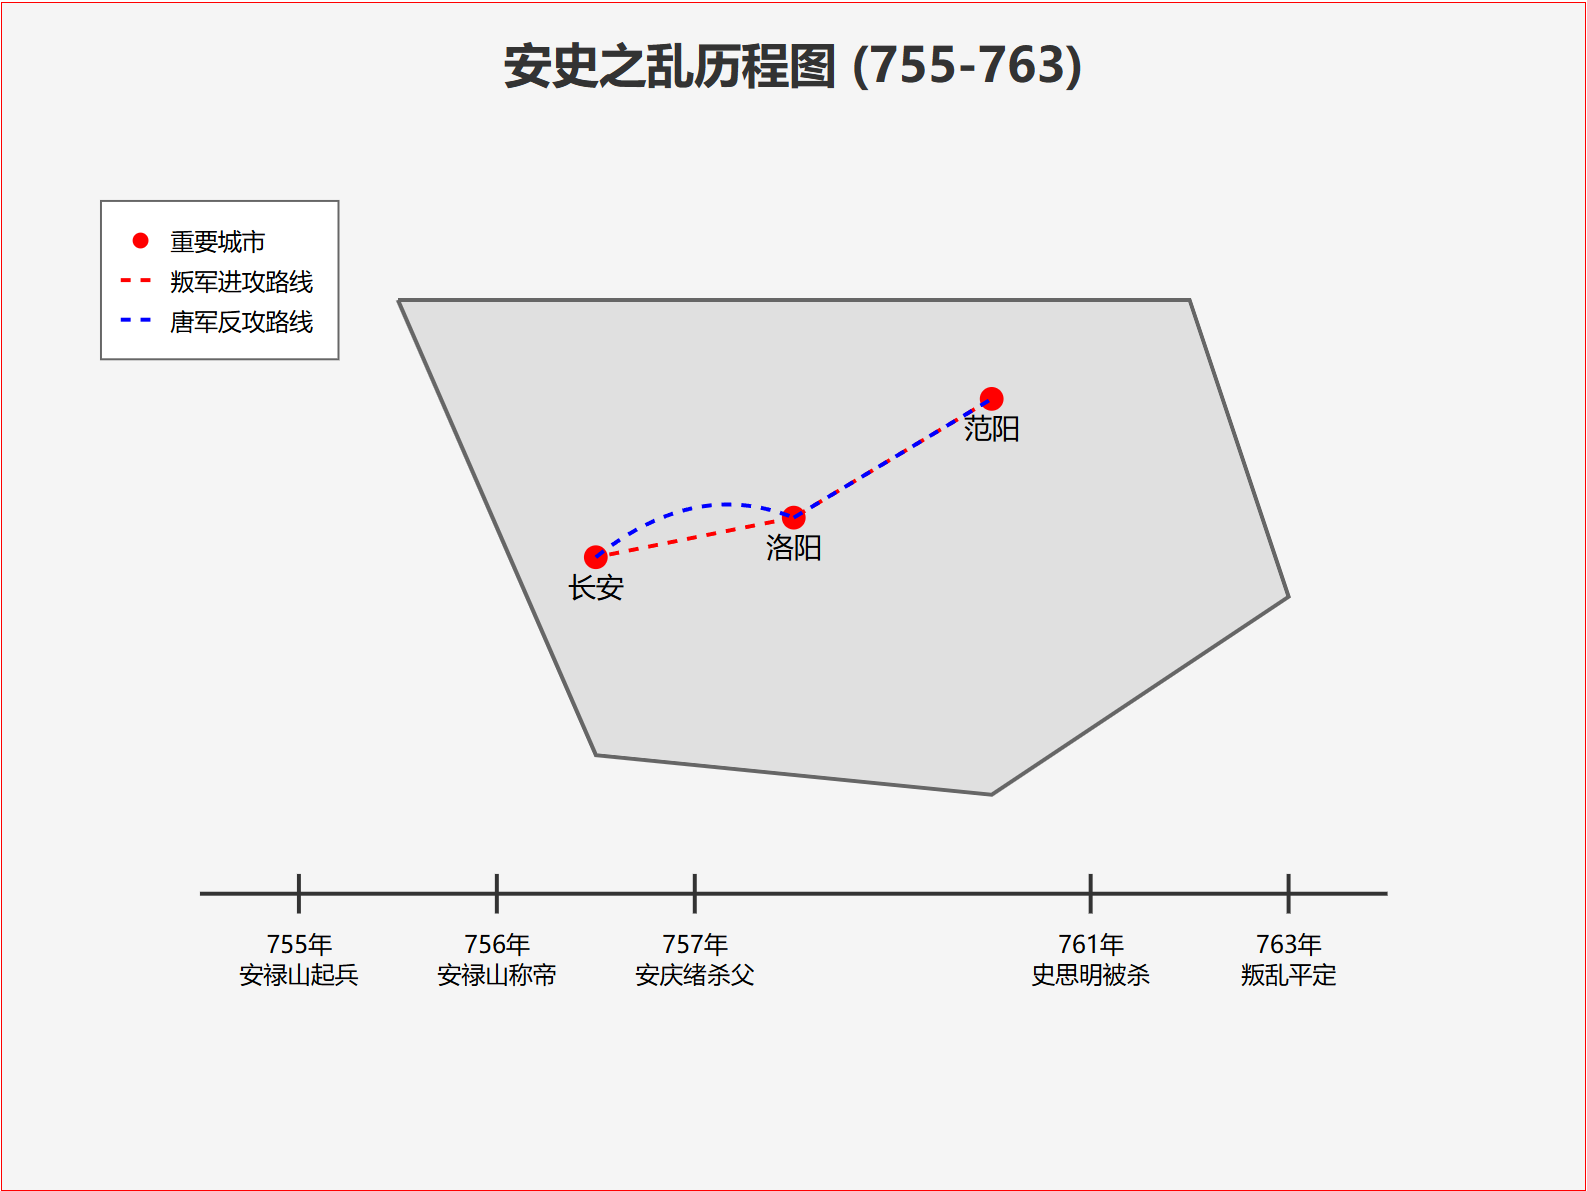 安史之乱历程图 (755-763)
重要城市
叛军进攻路线
唐军反攻路线
范阳
洛阳
长安
755年
安禄山起兵
756年
安禄山称帝
757年
安庆绪杀父
761年
史思明被杀
763年
叛乱平定